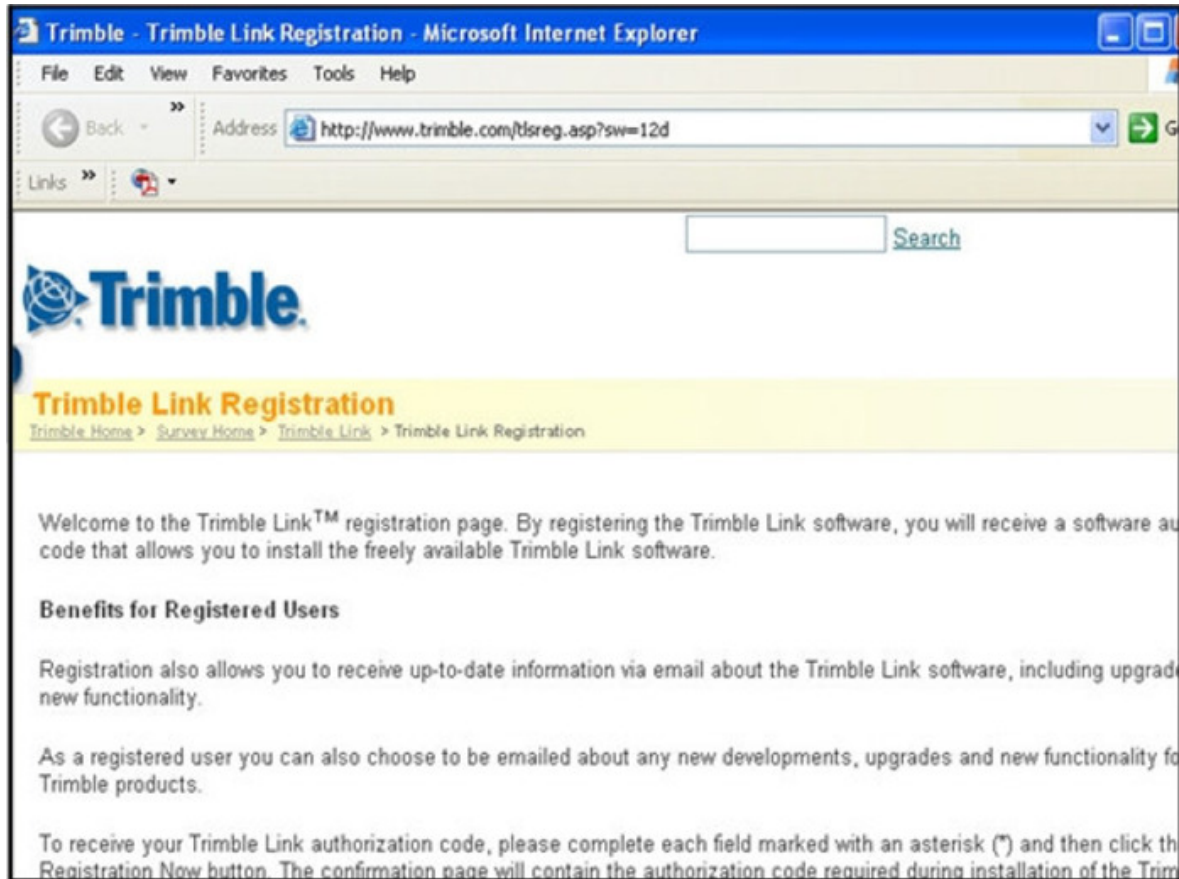 Trimble - Trimble Link Registration - Microsoft Internet Explorer
File Edit View Favorites Tools Help
Back » Address http://www.trimble.com/tlsreg.asp?sw=12d G
Links »
Search
Trimble.
Trimble Link Registration
Trimble Home > Survey Home > Trimble Link > Trimble Link Registration
Welcome to the Trimble Link™ registration page. By registering the Trimble Link software, you will receive a software au
code that allows you to install the freely available Trimble Link software.
Benefits for Registered Users
Registration also allows you to receive up-to-date information via email about the Trimble Link software, including upgrade
new functionality.
As a registered user you can also choose to be emailed about any new developments, upgrades and new functionality fo
Trimble products.
To receive your Trimble Link authorization code, please complete each field marked with an asterisk (*) and then click th
Registration Now button. The confirmation page will contain the authorization code required during installation of the Trim